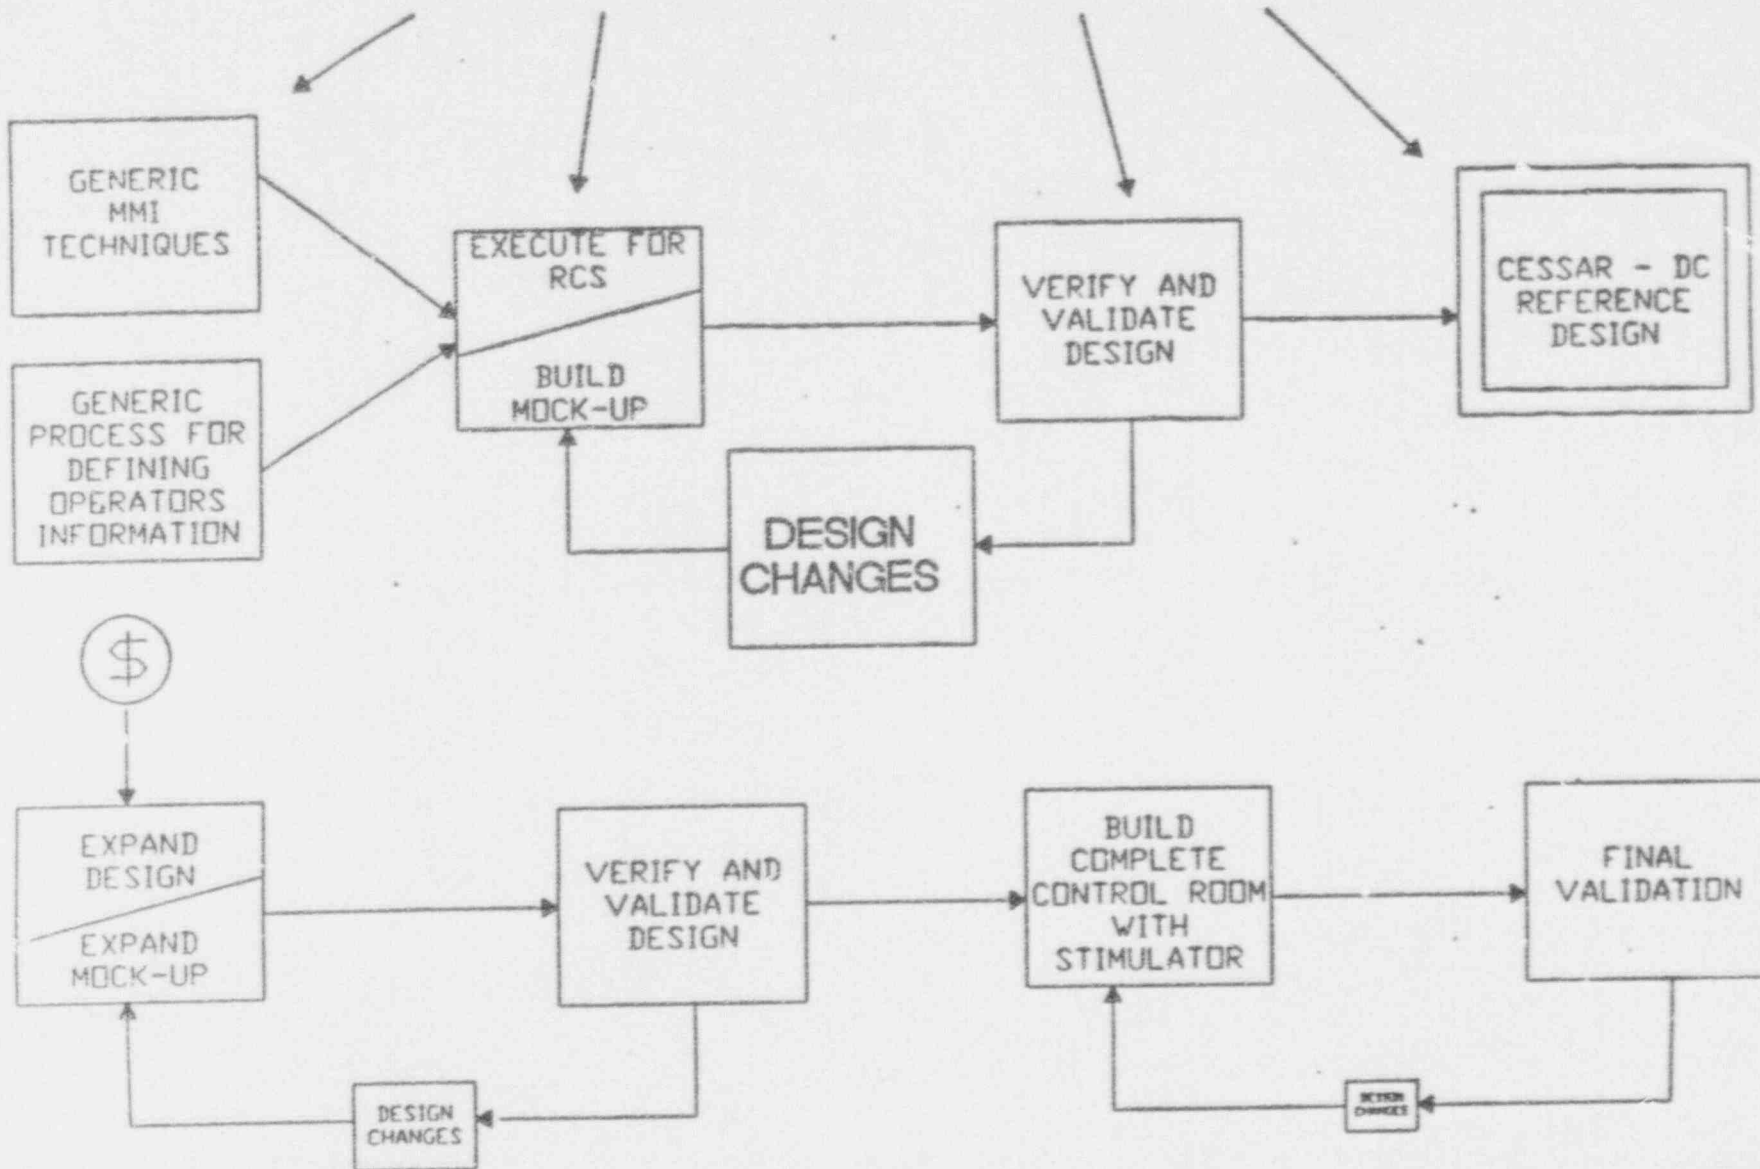 GENERIC
MMI
TECHNIQUES
GENERIC
PROCESS FOR
DEFINING
OPERATORS
INFORMATION
EXECUTE FOR
RCS
BUILD
MOCK-UP
VERIFY AND
VALIDATE
DESIGN
CESSAR - DC
REFERENCE
DESIGN
DESIGN
CHANGES
$
EXPAND
DESIGN
EXPAND
MOCK-UP
VERIFY AND
VALIDATE
DESIGN
BUILD
COMPLETE
CONTROL ROOM
WITH
STIMULATOR
FINAL
VALIDATION
DESIGN
CHANGES
DESIGN
CHANGES